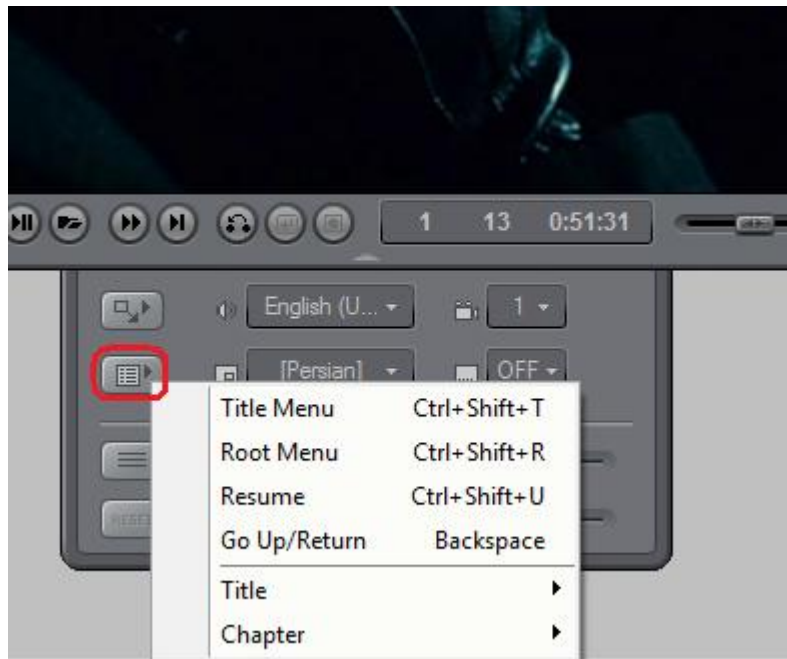 1 13 0:51:31
English (U... 1
[Persian] OFF
Title Menu Ctrl+Shift+T
Root Menu Ctrl+Shift+R
Resume Ctrl+Shift+U
Go Up/Return Backspace
Title
Chapter
RESET